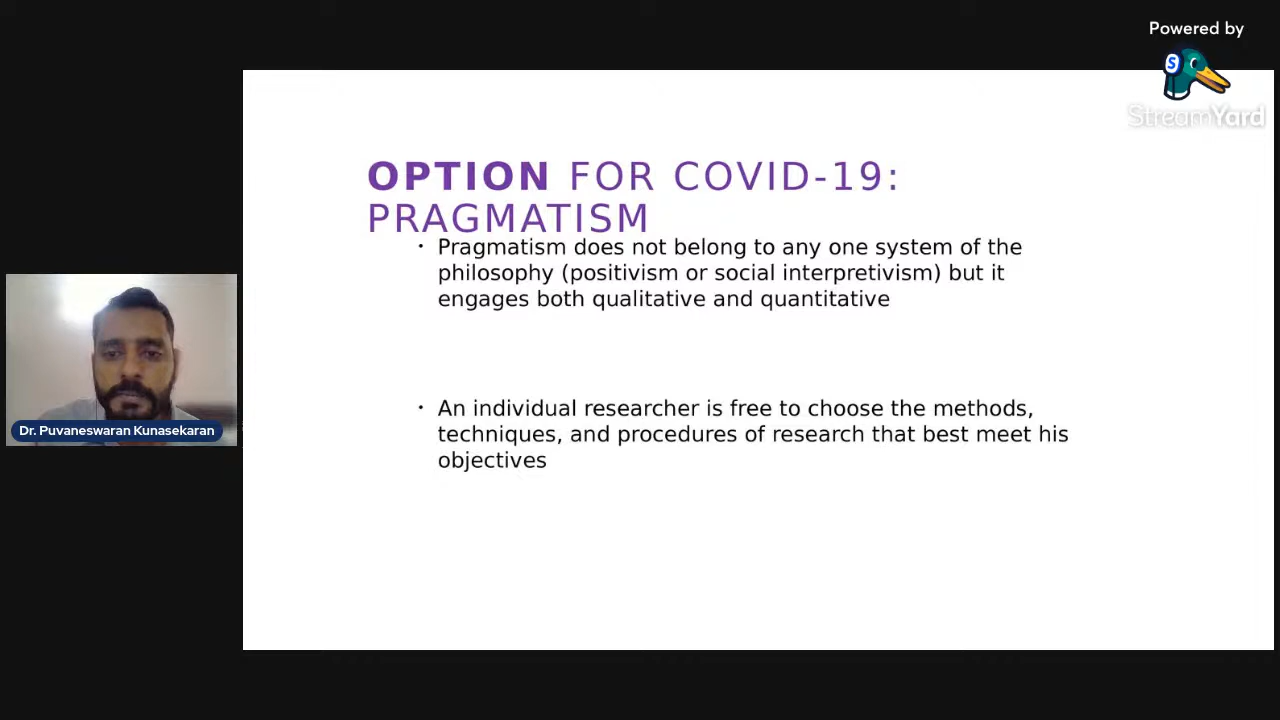 Powered by
S
StreamYard
OPTION FOR COVID-19:
PRAGMATISM
· Pragmatism does not belong to any one system of the
philosophy (positivism or social interpretivism) but it
engages both qualitative and quantitative
· An individual researcher is free to choose the methods,
techniques, and procedures of research that best meet his
objectives
Dr. Puvaneswaran Kunasekaran